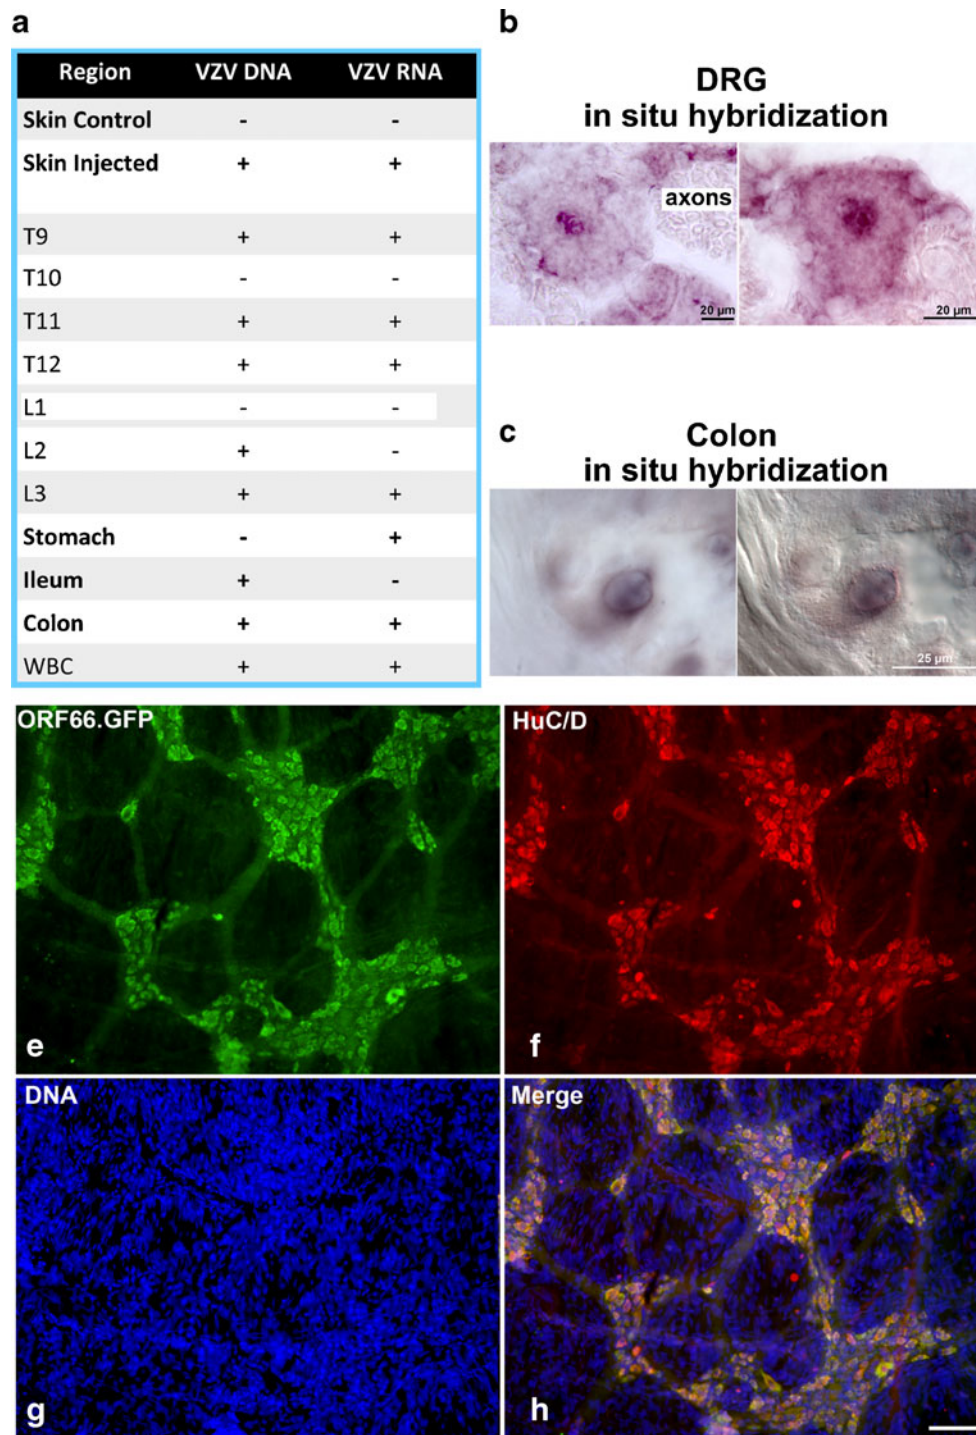 a
Region VZV DNA VZV RNA
Skin Control - -
Skin Injected + +
T9 + +
T10 - -
T11 + +
T12 + +
L1 - -
L2 + -
L3 + +
Stomach - +
Ileum + -
Colon + +
WBC + +
b
DRG
in situ hybridization
axons
20 µm
20 µm
c
Colon
in situ hybridization
25 µm
ORF66.GFP
e
HuC/D
f
DNA
g
Merge
h